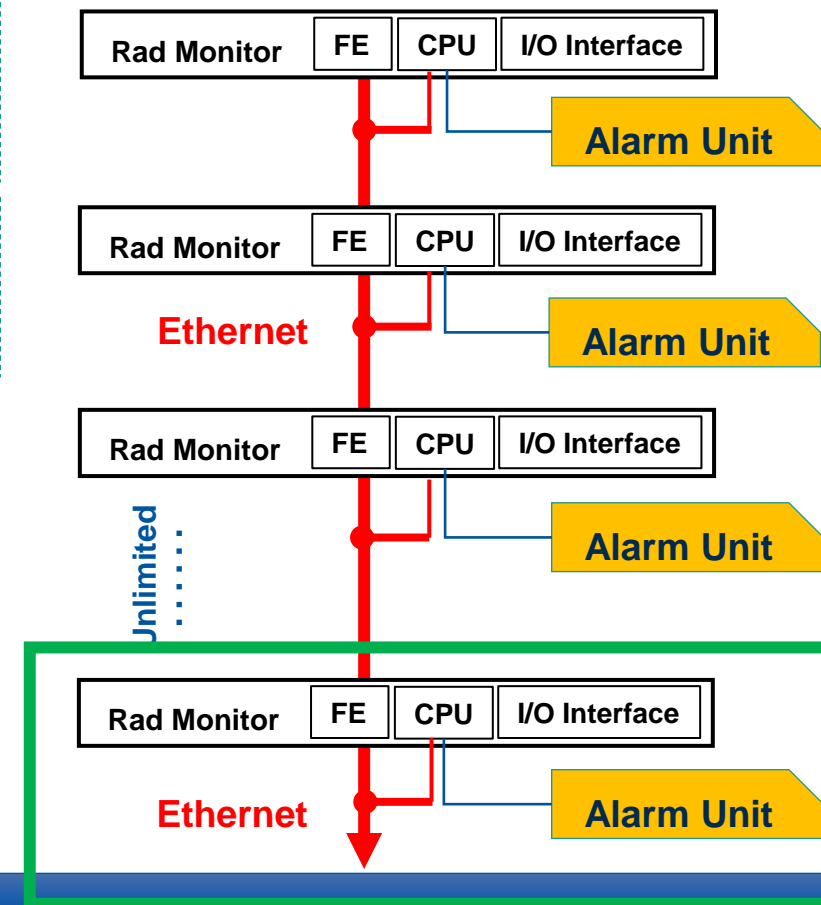 Rad Monitor FE CPU I/O Interface
Alarm Unit
Rad Monitor FE CPU I/O Interface
Ethernet
Alarm Unit
Rad Monitor FE CPU I/O Interface
Alarm Unit
Unlimited
......
Rad Monitor FE CPU I/O Interface
Ethernet
Alarm Unit